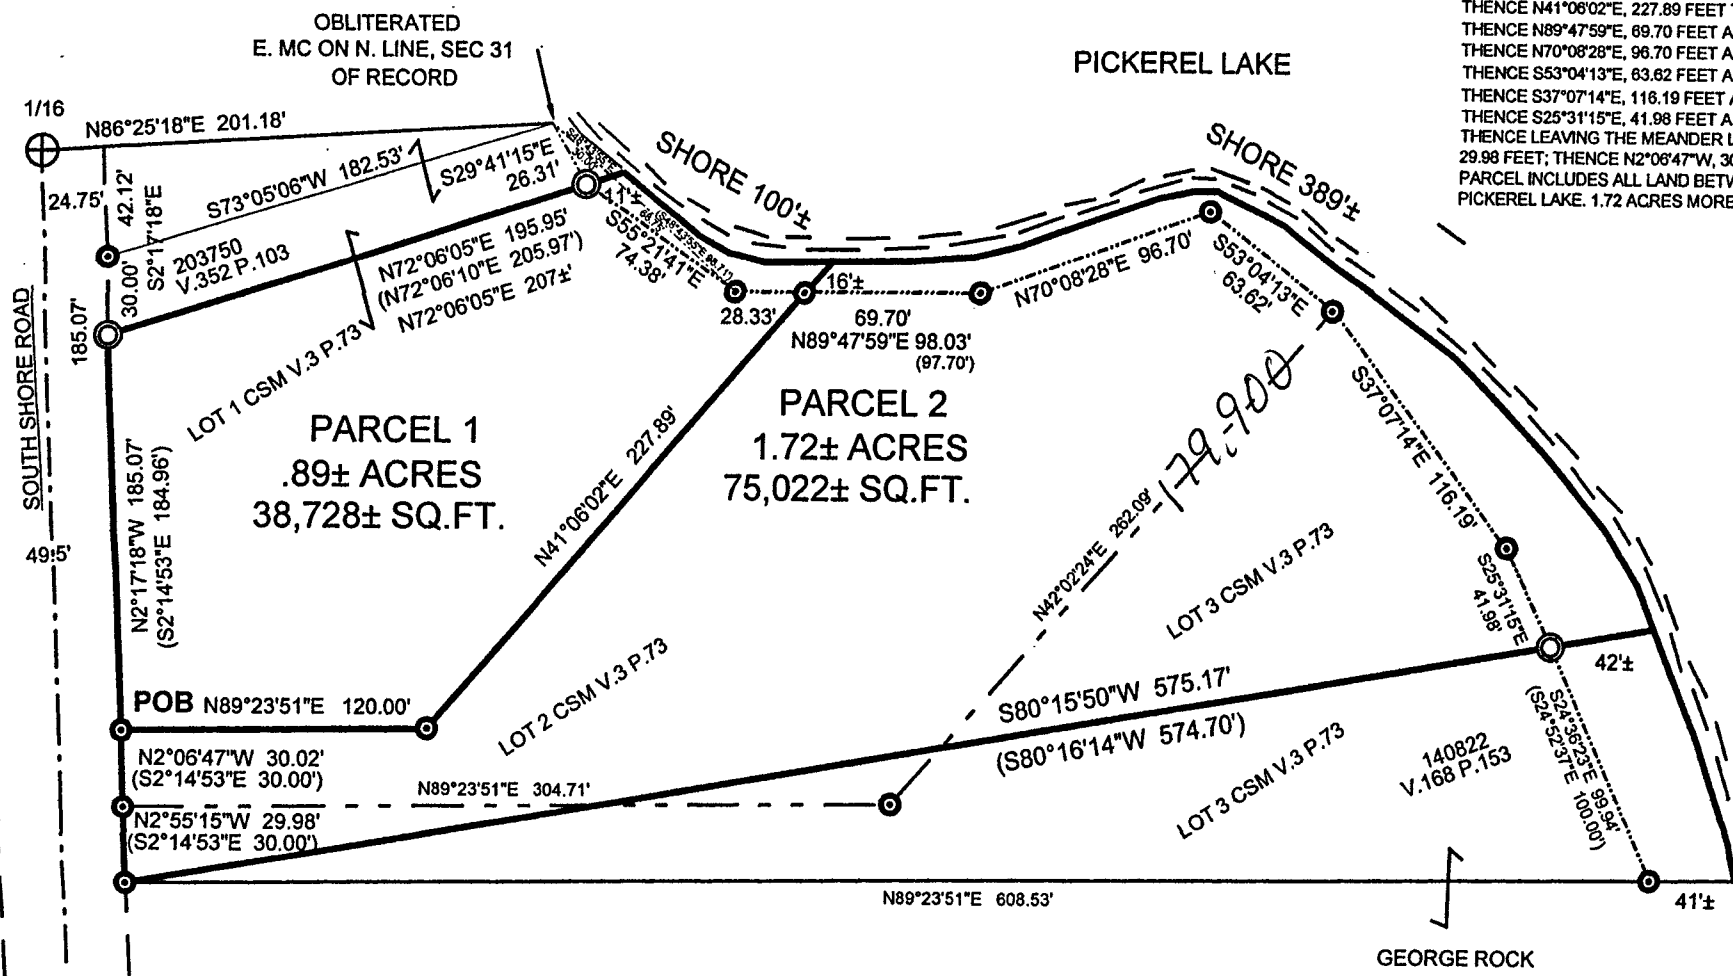 OBLITERATED
E. MC ON N. LINE, SEC 31
OF RECORD
PICKEREL LAKE
THENCE N41°06'02"E, 227.89 FEET
THENCE N89°47'59"E, 69.70 FEET A
THENCE N70°08'28"E, 96.70 FEET A
THENCE S53°04'13"E, 63.62 FEET A
THENCE S37°07'14"E, 116.19 FEET
THENCE S25°31'15"E, 41.98 FEET A
THENCE LEAVING THE MEANDER L
29.98 FEET; THENCE N2°06'47"W, 30
PARCEL INCLUDES ALL LAND BETW
PICKEREL LAKE. 1.72 ACRES MORE
1/16
N86°25'18"E 201.18'
24.75'
42.12'
S2°17'18"E
30.00'
S73°05'06"W 182.53'
S29°41'15"E
26.31'
203750
V.352 P.103
N72°06'05"E 195.95'
(N72°06'10"E 205.97')
N72°06'05"E 207±'
S55°21'41"E
74.38'
SHORE 100'±
SHORE 389'±
16'±
28.33'
69.70'
N89°47'59"E 98.03'
(97.70')
N70°08'28"E 96.70'
S53°04'13"E
63.62'
SOUTH SHORE ROAD
185.07'
49.5'
LOT 1 CSM V.3 P.73
PARCEL 1
.89± ACRES
38,728± SQ.FT.
N2°17'18"W 185.07'
(S2°14'53"E 184.96')
N41°06'02"E 227.89'
PARCEL 2
1.72± ACRES
75,022± SQ.FT.
179,900
N42°02'24"E 262.09'
S37°07'14"E 116.19'
S25°31'15"E
41.98'
LOT 3 CSM V.3 P.73
POB N89°23'51"E 120.00'
LOT 2 CSM V.3 P.73
S80°15'50"W 575.17'
(S80°16'14"W 574.70')
42'±
N2°06'47"W 30.02'
(S2°14'53"E 30.00')
N89°23'51"E 304.71'
N2°55'15"W 29.98'
(S2°14'53"E 30.00')
LOT 3 CSM V.3 P.73
140822
V.168 P.153
S24°36'23"E 99.94'
(S24°52'37"E 100.00')
N89°23'51"E 608.53'
41'±
GEORGE ROCK